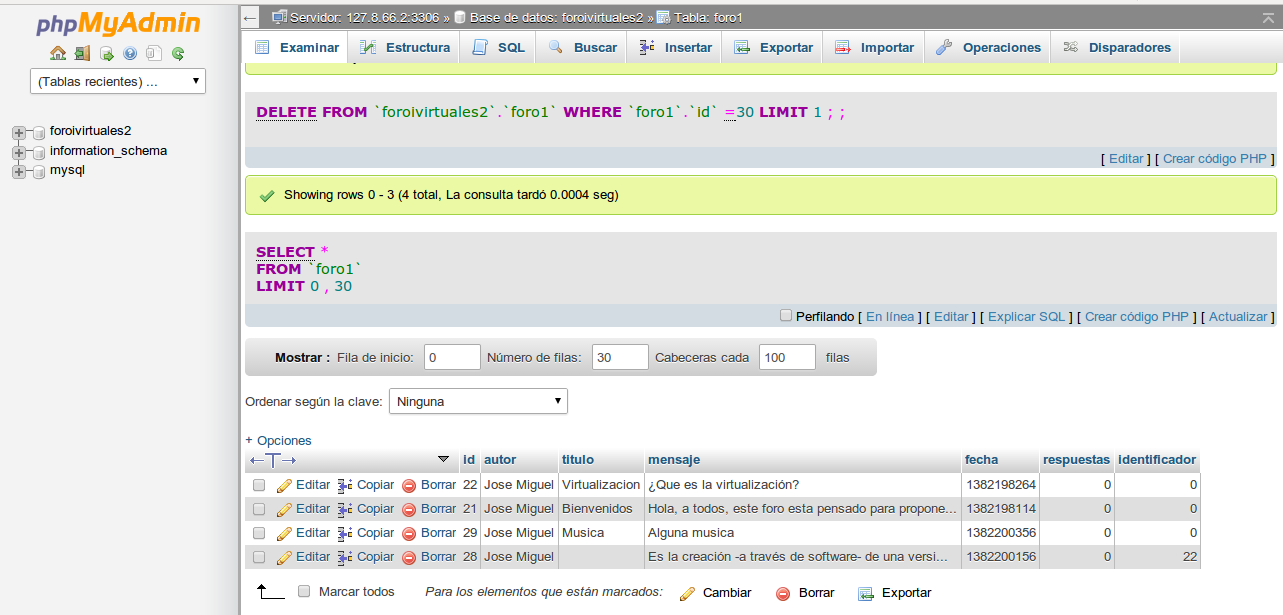 phpMyAdmin
(Tablas recientes) ...
foroivirtuales2
information_schema
mysql
Servidor: 127.8.66.2:3306 » Base de datos: foroivirtuales2 » Tabla: foro1
Examinar Estructura SQL Buscar Insertar Exportar Importar Operaciones Disparadores
DELETE FROM `foroivirtuales2`.`foro1` WHERE `foro1`.`id` =30 LIMIT 1 ; ;
[ Editar ] [ Crear código PHP ]
Showing rows 0 - 3 (4 total, La consulta tardó 0.0004 seg)
SELECT *
FROM `foro1`
LIMIT 0 , 30
Perfilando [ En línea ] [ Editar ] [ Explicar SQL ] [ Crear código PHP ] [ Actualizar ]
Mostrar : Fila de inicio: 0 Número de filas: 30 Cabeceras cada 100 filas
Ordenar según la clave: Ninguna
+ Opciones
id autor titulo mensaje fecha respuestas identificador
Editar Copiar Borrar 22 Jose Miguel Virtualizacion ¿Que es la virtualización? 1382198264 0 0
Editar Copiar Borrar 21 Jose Miguel Bienvenidos Hola, a todos, este foro esta pensado para propone... 1382198114 0 0
Editar Copiar Borrar 29 Jose Miguel Musica Alguna musica 1382200356 0 0
Editar Copiar Borrar 28 Jose Miguel Es la creación -a través de software- de una versi... 1382200156 0 22
Marcar todos Para los elementos que están marcados: Cambiar Borrar Exportar